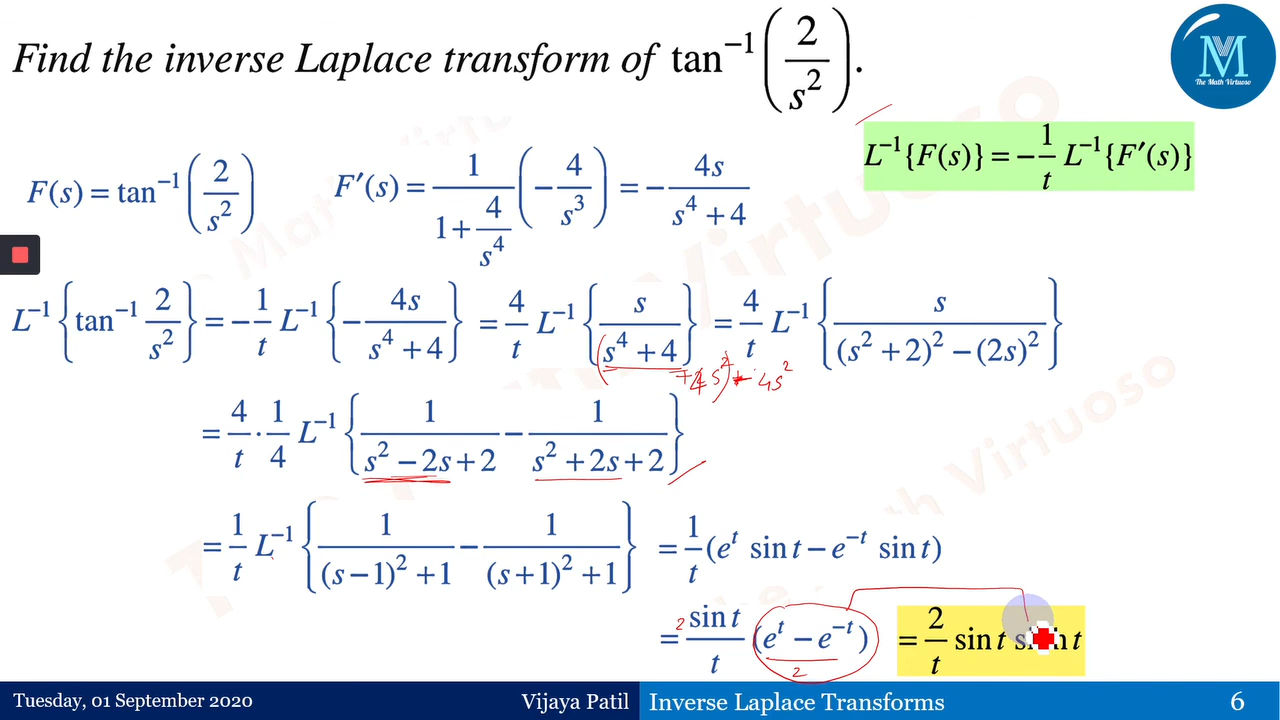 Find the inverse Laplace transform of tan⁻¹(2/s²).
M
The Math Virtuoso
L⁻¹{F(s)} = −1/t L⁻¹{F′(s)}
F(s) = tan⁻¹(2/s²) F′(s) = 1/(1+4/s⁴) (−4/s³) = −4s/(s⁴+4)
L⁻¹{tan⁻¹ 2/s²} = −1/t L⁻¹{−4s/(s⁴+4)} = 4/t L⁻¹{s/(s⁴+4)} = 4/t L⁻¹{s/((s²+2)²−(2s)²)}
+4s²) − 4s²
= 4/t · 1/4 L⁻¹{1/(s²−2s+2) − 1/(s²+2s+2)}
= 1/t L⁻¹{1/((s−1)²+1) − 1/((s+1)²+1)} = 1/t (eᵗ sin t − e⁻ᵗ sin t)
= 2 sin t/t (eᵗ − e⁻ᵗ)/2 = 2/t sin t sinh t
Tuesday, 01 September 2020 Vijaya Patil Inverse Laplace Transforms 6